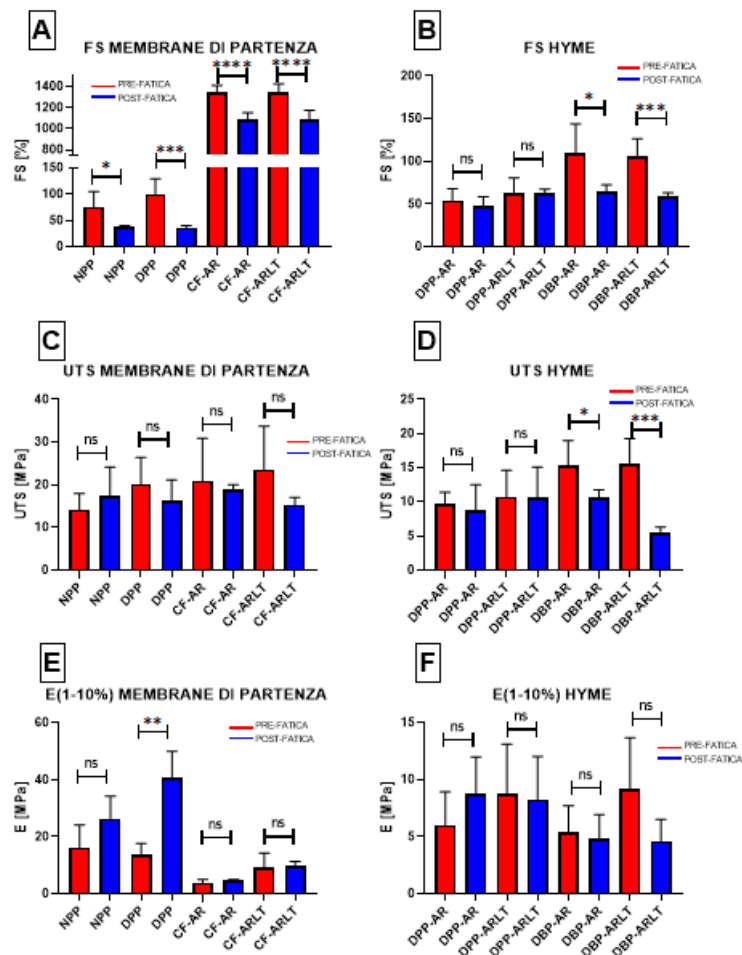 A
FS MEMBRANE DI PARTENZA
PRE-FATICA
POST-FATICA
****
****
*
***
FS [%]
1400
1200
1000
150
100
50
0
NPP
NPP
DPP
DPP
CF-AR
CF-AR
CF-ARLT
CF-ARLT
B
FS HYME
PRE-FATICA
POST-FATICA
ns
ns
*
***
FS [%]
200
150
100
50
0
DPP-AR
DPP-AR
DPP-ARLT
DPP-ARLT
DBP-AR
DBP-AR
DBP-ARLT
DBP-ARLT
C
UTS MEMBRANE DI PARTENZA
PRE-FATICA
POST-FATICA
ns
ns
ns
ns
UTS [MPa]
40
30
20
10
0
NPP
NPP
DPP
DPP
CF-AR
CF-AR
CF-ARLT
CF-ARLT
D
UTS HYME
PRE-FATICA
POST-FATICA
ns
ns
*
***
UTS [MPa]
25
20
15
10
5
0
DPP-AR
DPP-AR
DPP-ARLT
DPP-ARLT
DBP-AR
DBP-AR
DBP-ARLT
DBP-ARLT
E
E(1-10%) MEMBRANE DI PARTENZA
PRE-FATICA
POST-FATICA
ns
**
ns
ns
E [MPa]
60
40
20
0
NPP
NPP
DPP
DPP
CF-AR
CF-AR
CF-ARLT
CF-ARLT
F
E(1-10%) HYME
PRE-FATICA
POST-FATICA
ns
ns
ns
ns
E [MPa]
15
10
5
0
DPP-AR
DPP-AR
DPP-ARLT
DPP-ARLT
DBP-AR
DBP-AR
DBP-ARLT
DBP-ARLT